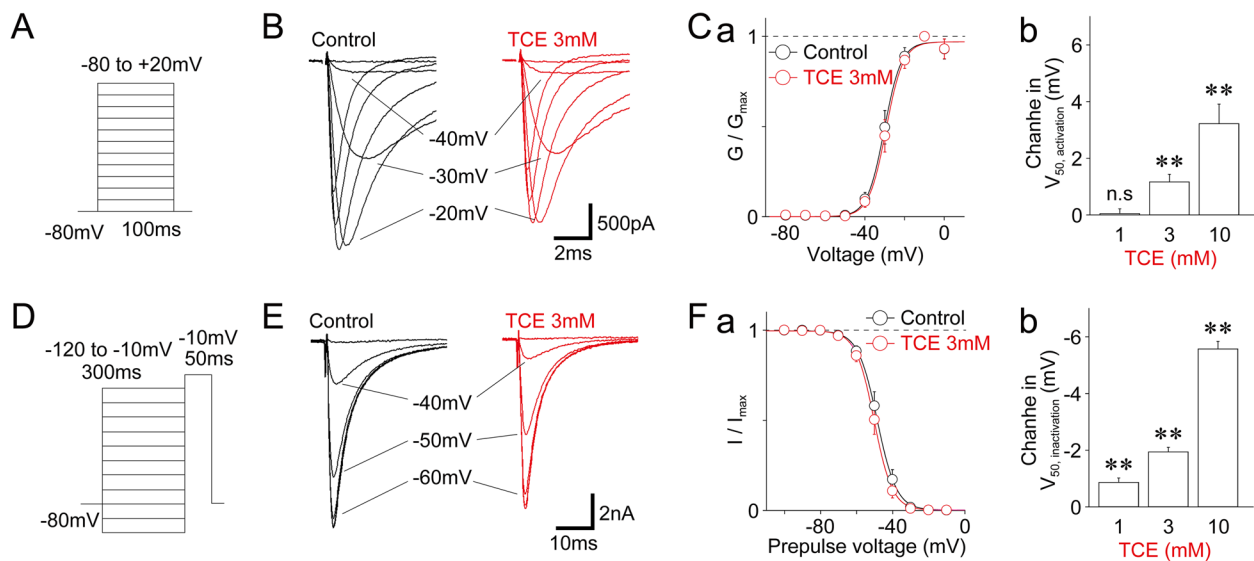 A
-80 to +20mV
-80mV
100ms
B
Control
TCE 3mM
-40mV
-30mV
-20mV
500pA
2ms
C a
1
0
G / Gmax
Control
TCE 3mM
-80
-40
0
Voltage (mV)
b
6
4
2
0
Chanhe in
V50, activation (mV)
n.s
**
**
1
3
10
TCE (mM)
D
-120 to -10mV
300ms
-10mV
50ms
-80mV
E
Control
TCE 3mM
-40mV
-50mV
-60mV
2nA
10ms
F a
1
0
I / Imax
Control
TCE 3mM
-80
-40
0
Prepulse voltage (mV)
b
-6
-4
-2
0
Chanhe in
V50, inactivation (mV)
**
**
**
1
3
10
TCE (mM)